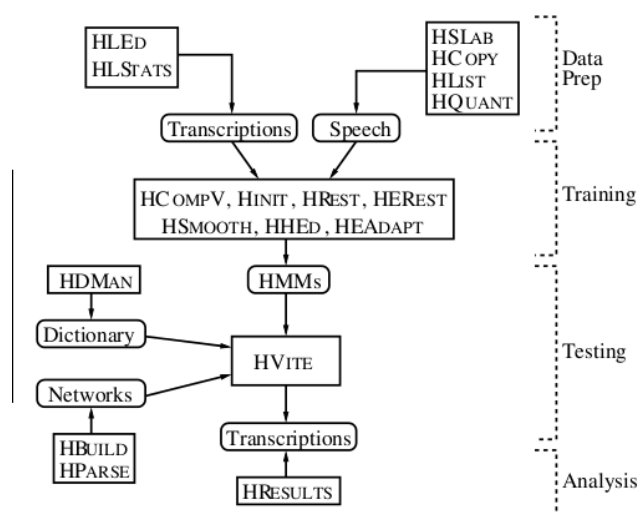 HLED
HLSTATS
HSLAB
HCOPY
HLIST
HQUANT
Data
Prep
Transcriptions
Speech
HCOMPV, HINIT, HREST, HEREST
HSMOOTH, HHED, HEADAPT
Training
HDMAN
HMMs
Dictionary
HVITE
Testing
Networks
HBUILD
HPARSE
Transcriptions
HRESULTS
Analysis